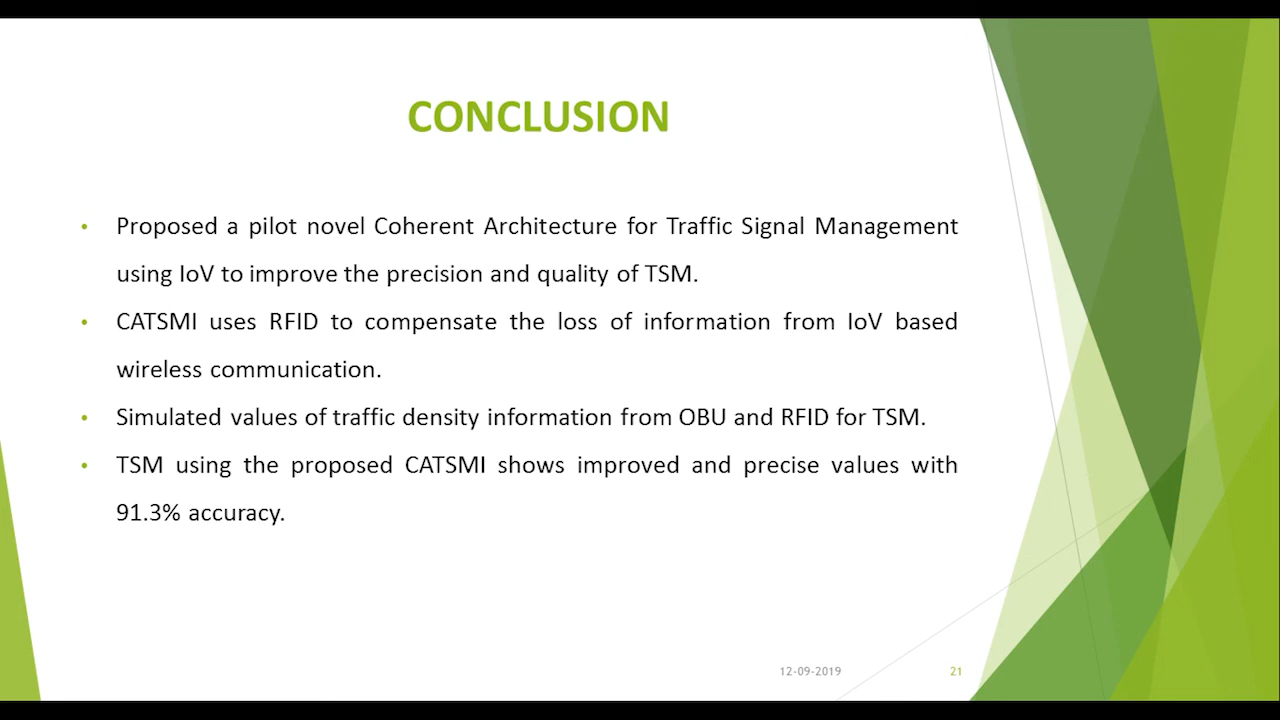 CONCLUSION
• Proposed a pilot novel Coherent Architecture for Traffic Signal Management
using IoV to improve the precision and quality of TSM.
• CATSMI uses RFID to compensate the loss of information from IoV based
wireless communication.
• Simulated values of traffic density information from OBU and RFID for TSM.
• TSM using the proposed CATSMI shows improved and precise values with
91.3% accuracy.
12-09-2019 21